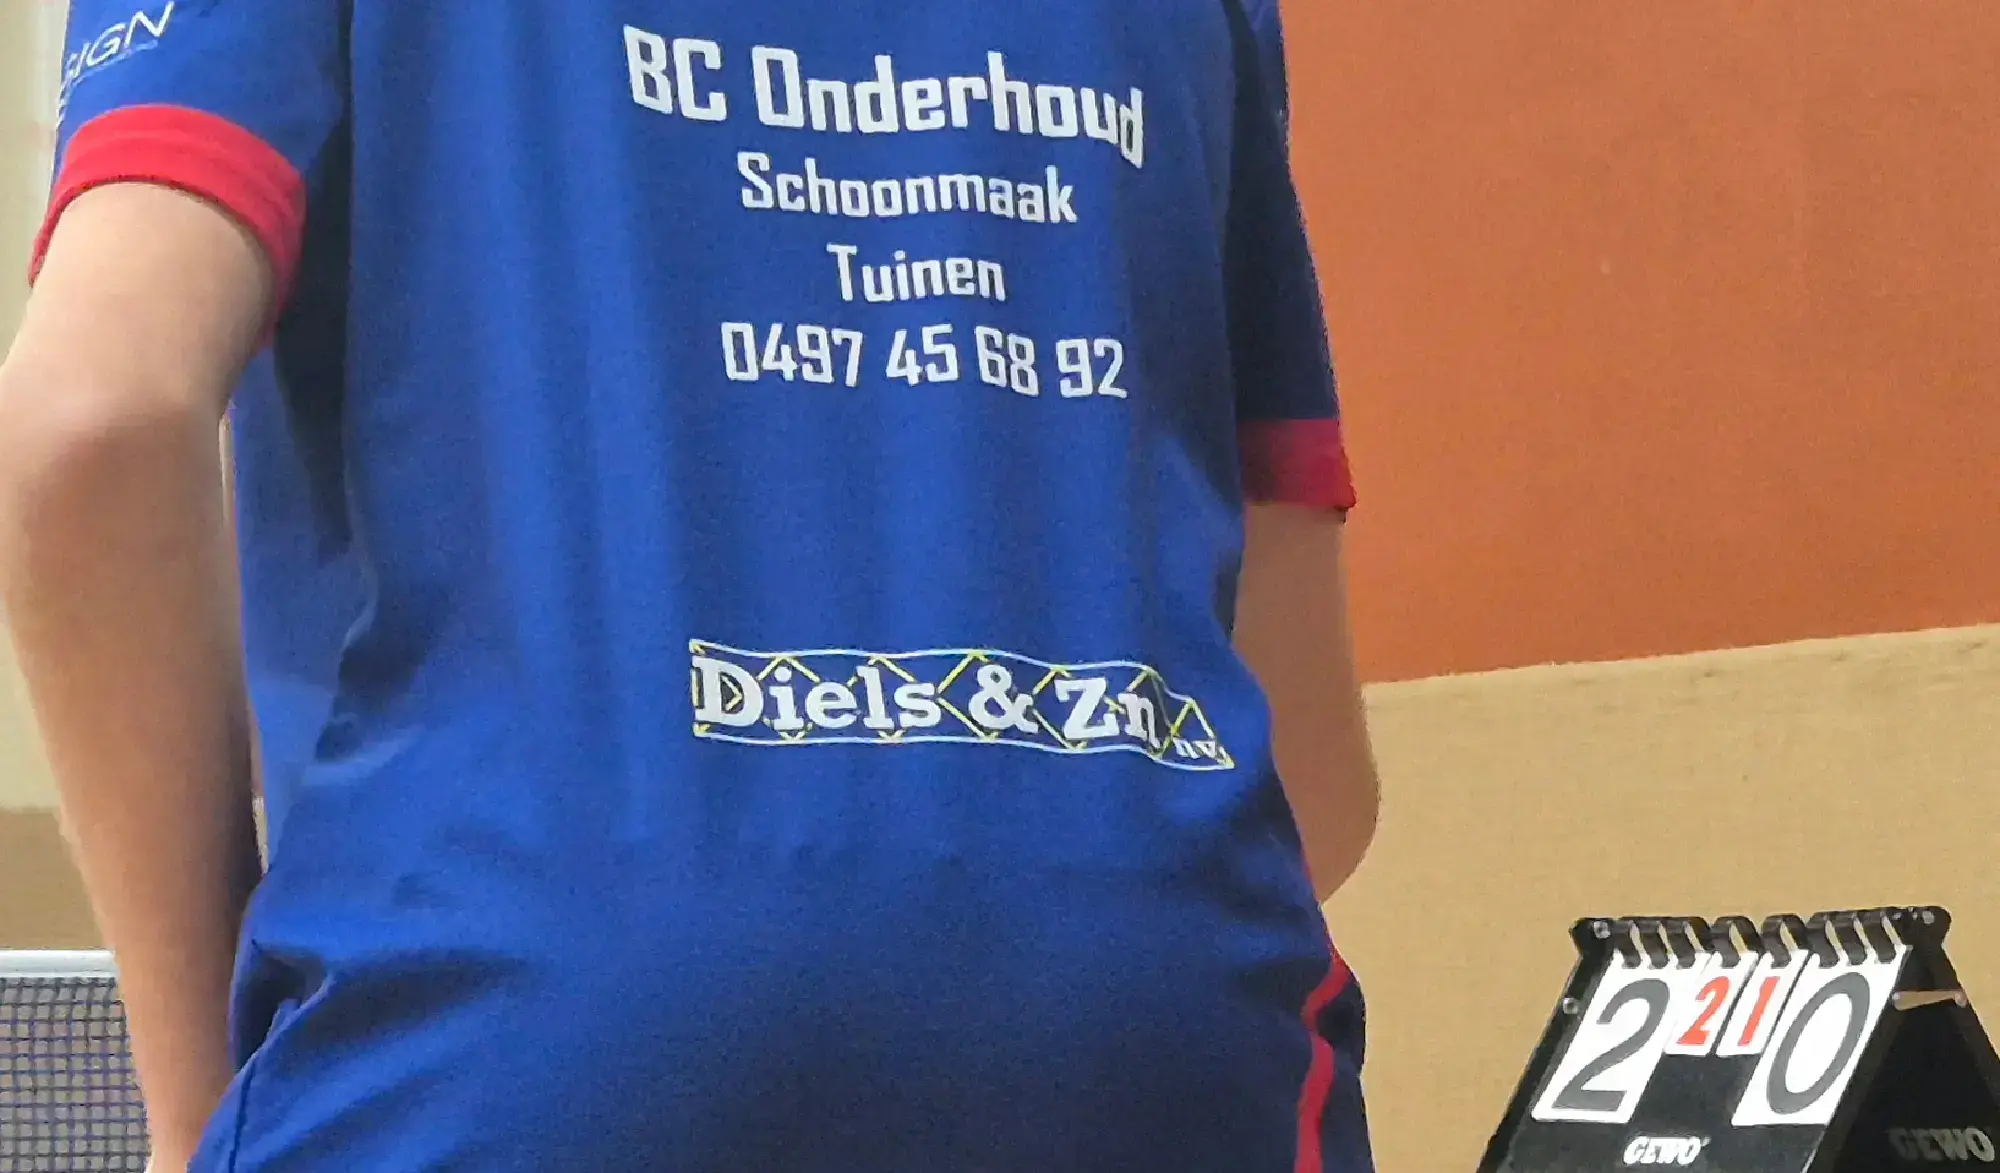 BC Onderhoud
Schoonmaak
Tuinen
0497 45 68 92
Diels & Zn nv.
2 2 1 0
GEWO
GEWO